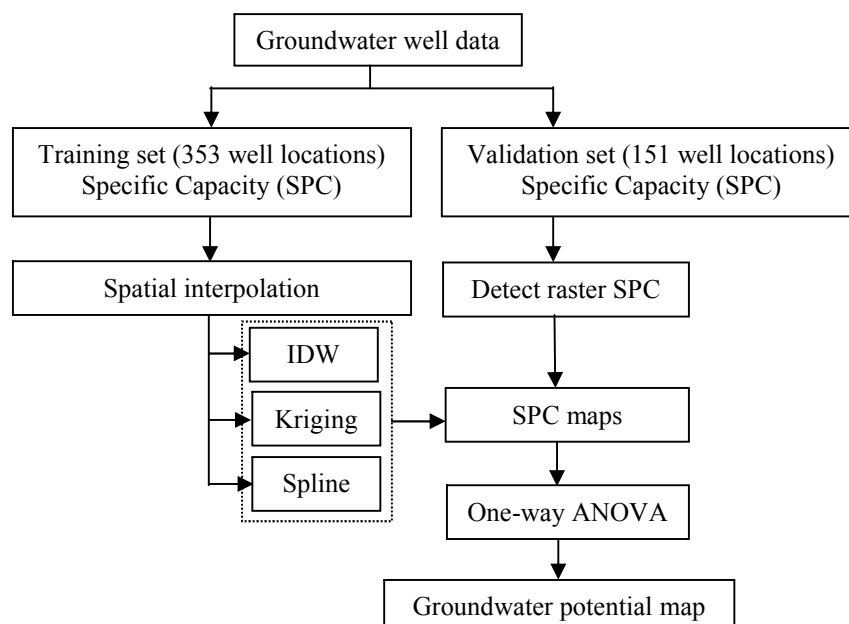 Groundwater well data
Training set (353 well locations)
Specific Capacity (SPC)
Validation set (151 well locations)
Specific Capacity (SPC)
Spatial interpolation
Detect raster SPC
IDW
Kriging
SPC maps
Spline
One-way ANOVA
Groundwater potential map